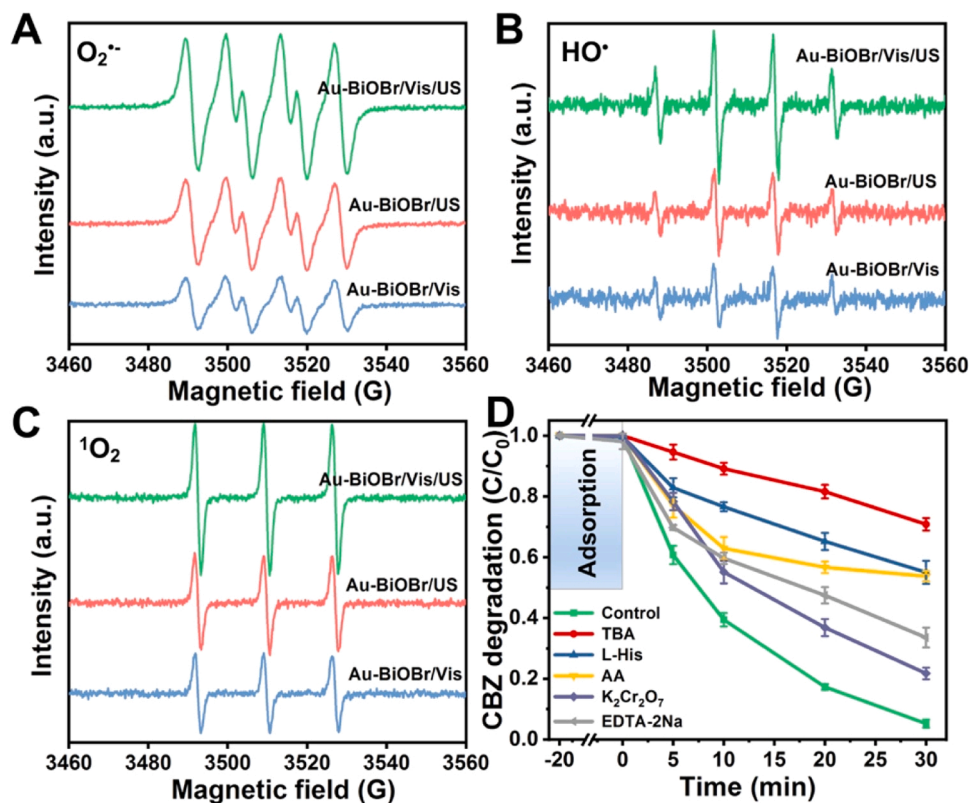 A
O₂•-
Au-BiOBr/Vis/US
Au-BiOBr/US
Au-BiOBr/Vis
Intensity (a.u.)
3460 3480 3500 3520 3540 3560
Magnetic field (G)
B
HO•
Au-BiOBr/Vis/US
Au-BiOBr/US
Au-BiOBr/Vis
Intensity (a.u.)
3460 3480 3500 3520 3540 3560
Magnetic field (G)
C
¹O₂
Au-BiOBr/Vis/US
Au-BiOBr/US
Au-BiOBr/Vis
Intensity (a.u.)
3460 3480 3500 3520 3540 3560
Magnetic field (G)
D
CBZ degradation (C/C₀)
1.0
0.8
0.6
0.4
0.2
0.0
Adsorption
Control
TBA
L-His
AA
K₂Cr₂O₇
EDTA-2Na
-20 0 5 10 15 20 25 30
Time (min)